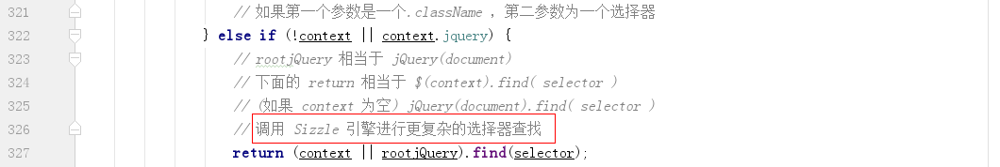 321 // 如果第一个参数是一个.className , 第二参数为一个选择器
322 } else if (!context || context.jquery) {
323 // rootjQuery 相当于 jQuery(document)
324 // 下面的 return 相当于 $(context).find( selector )
325 // (如果 context 为空) jQuery(document).find( selector )
326 // 调用 Sizzle 引擎进行更复杂的选择器查找
327 return (context || rootjQuery).find(selector);